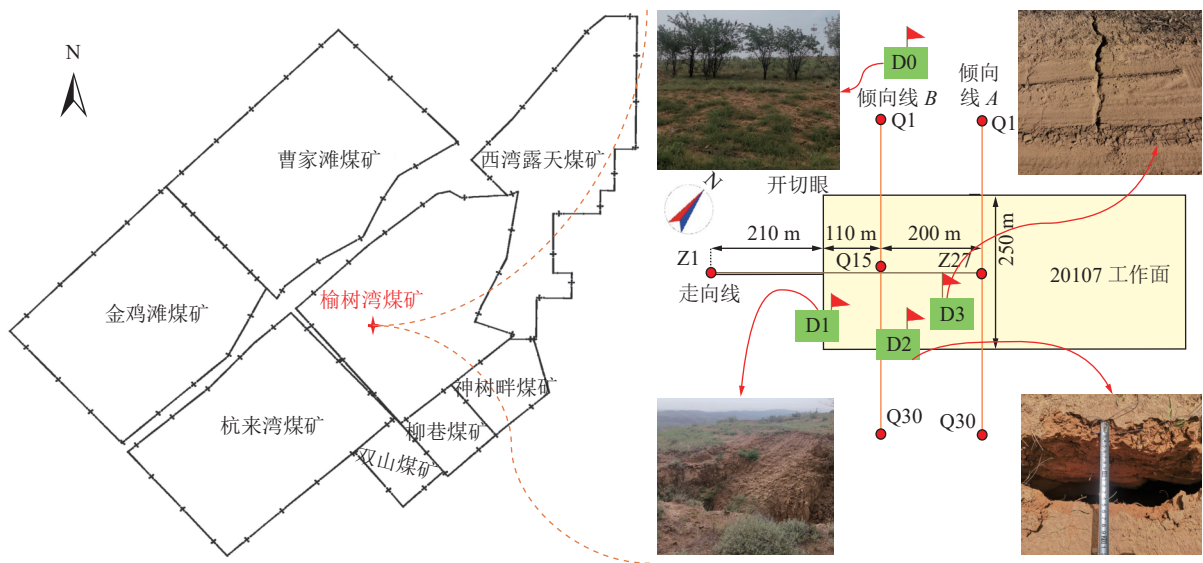 N
曹家滩煤矿
西湾露天煤矿
金鸡滩煤矿
榆树湾煤矿
杭来湾煤矿
神树畔煤矿
柳巷煤矿
双山煤矿
D0
倾向线 B
倾向
线 A
Q1
Q1
N
开切眼
210 m
110 m
200 m
250 m
Z1
Q15
Z27
走向线
20107 工作面
D1
D2
D3
Q30
Q30